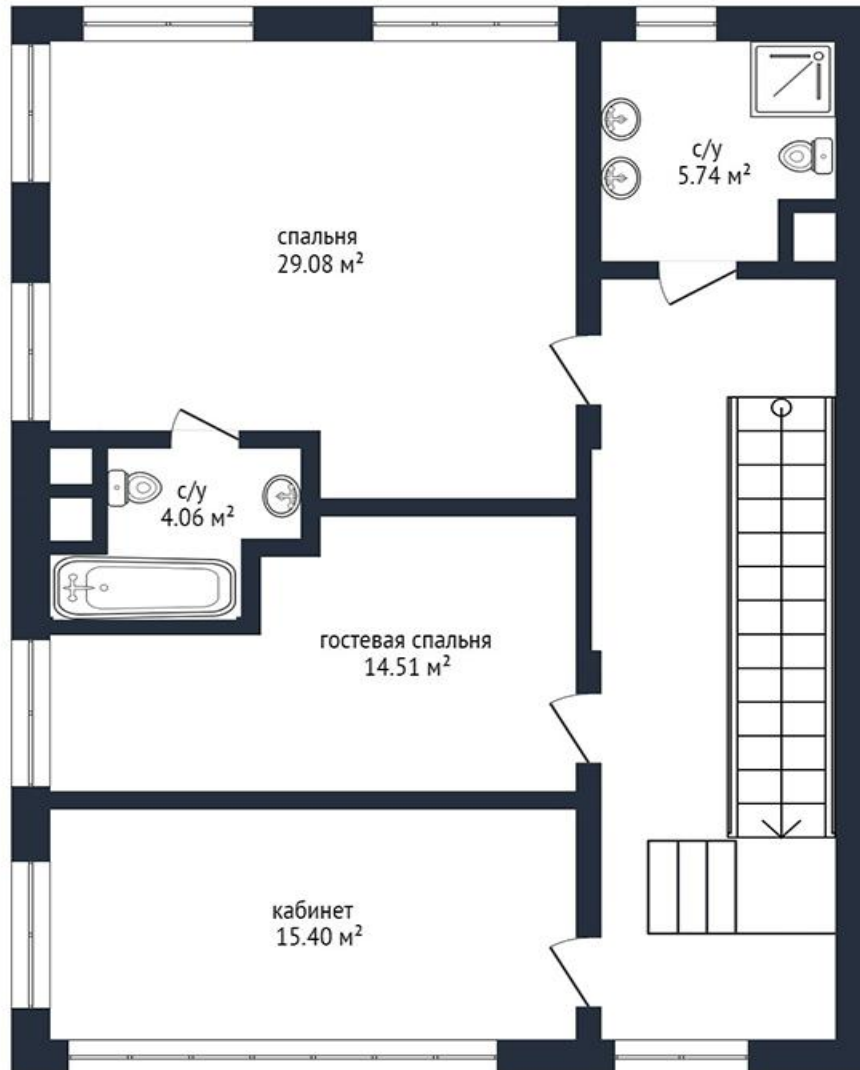 с/у
5.74 м²
спальня
29.08 м²
с/у
4.06 м²
гостевая спальня
14.51 м²
кабинет
15.40 м²